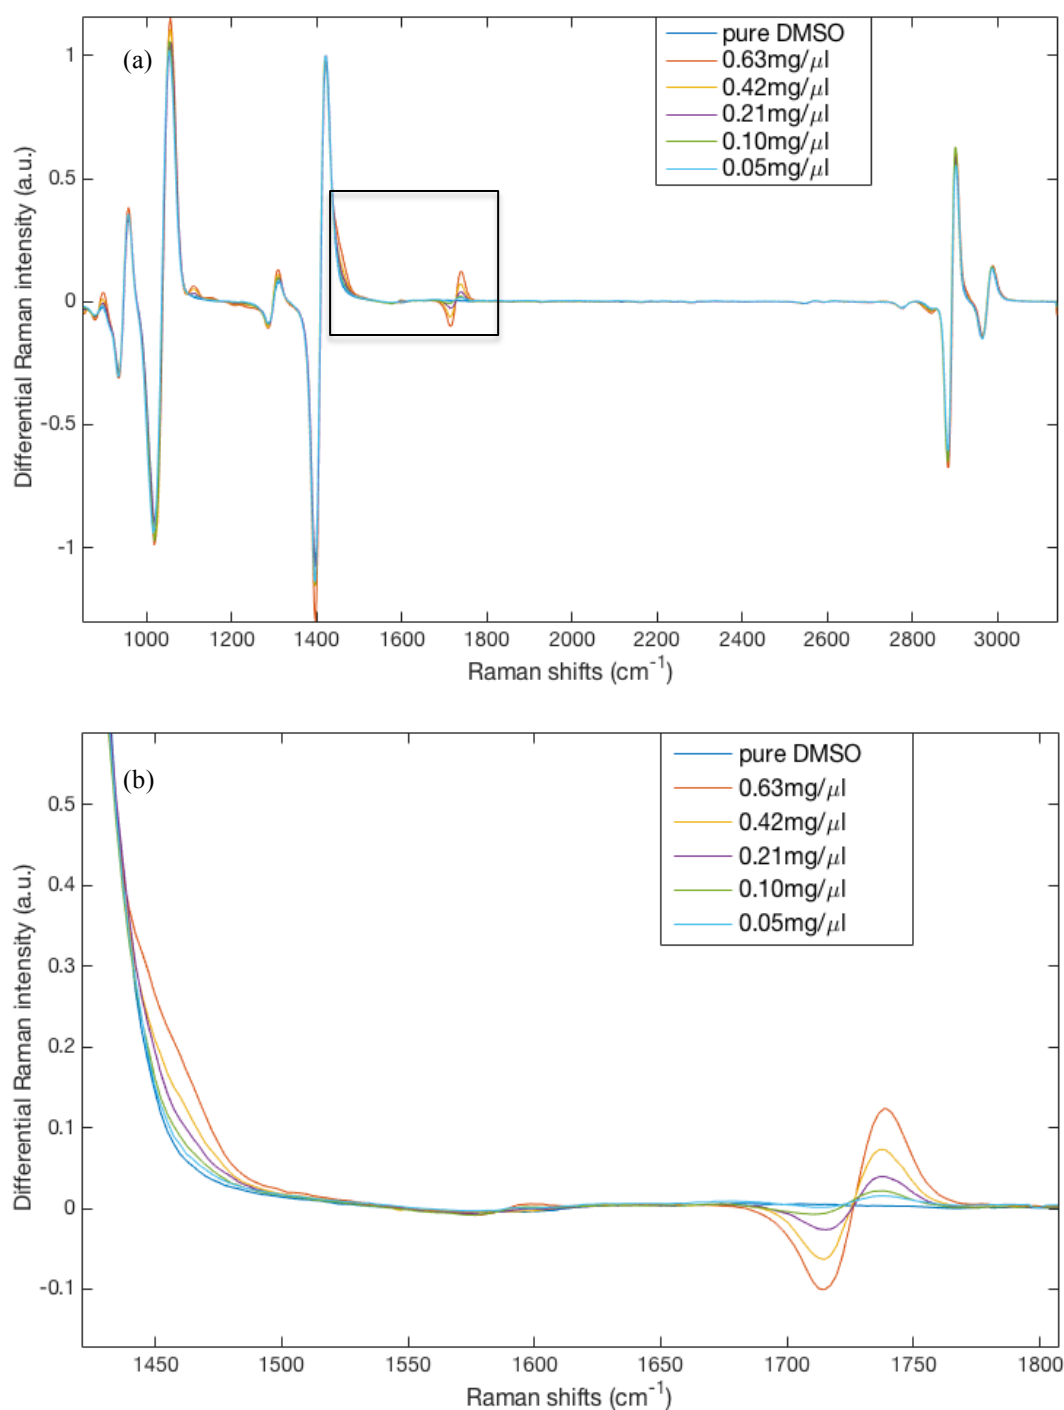 (a)
pure DMSO
0.63mg/μl
0.42mg/μl
0.21mg/μl
0.10mg/μl
0.05mg/μl
1
0.5
0
-0.5
-1
Differential Raman intensity (a.u.)
1000 1200 1400 1600 1800 2000 2200 2400 2600 2800 3000
Raman shifts (cm⁻¹)
(b)
pure DMSO
0.63mg/μl
0.42mg/μl
0.21mg/μl
0.10mg/μl
0.05mg/μl
0.5
0.4
0.3
0.2
0.1
0
-0.1
Differential Raman intensity (a.u.)
1450 1500 1550 1600 1650 1700 1750 1800
Raman shifts (cm⁻¹)